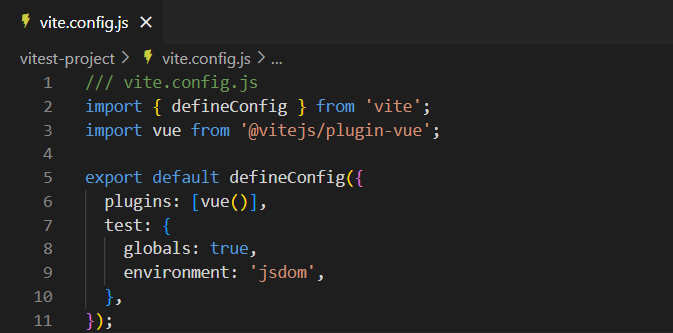 vite.config.js ×
vitest-project > vite.config.js > ...
1 /// vite.config.js
2 import { defineConfig } from 'vite';
3 import vue from '@vitejs/plugin-vue';
4
5 export default defineConfig({
6   plugins: [vue()],
7   test: {
8     globals: true,
9     environment: 'jsdom',
10   },
11 });